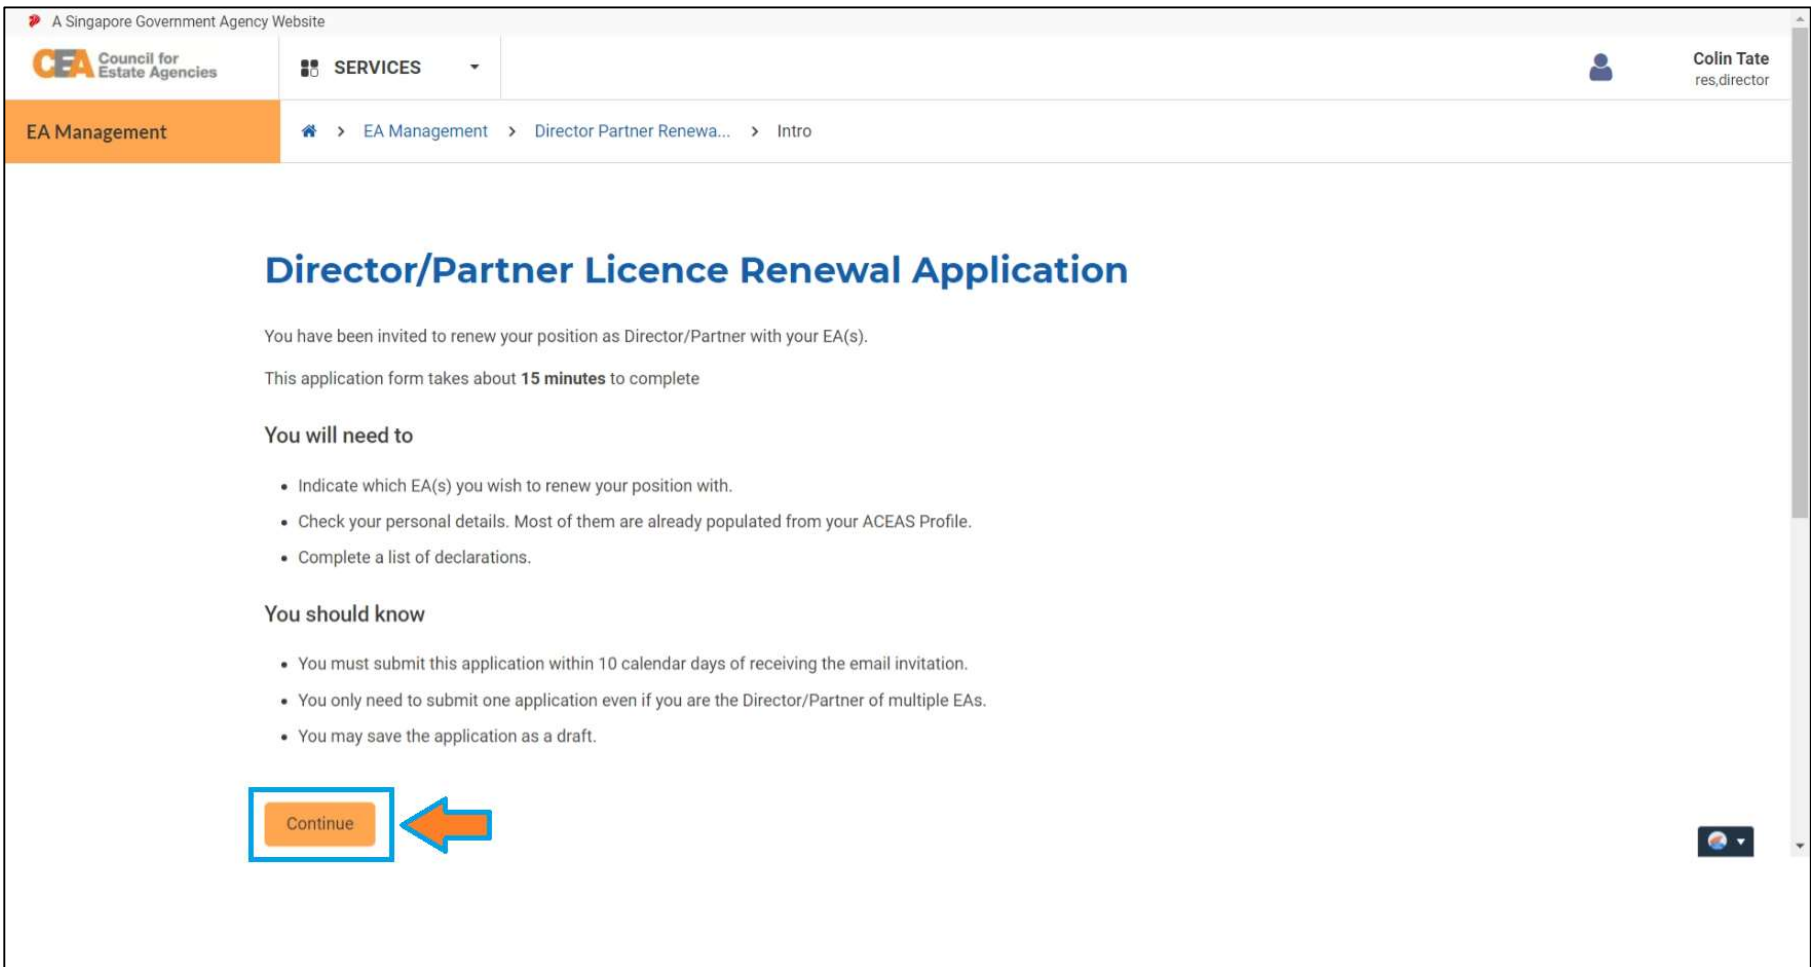 A Singapore Government Agency Website
CEA Council for
Estate Agencies
SERVICES
Colin Tate
res,director
EA Management
> EA Management > Director Partner Renewa... > Intro
Director/Partner Licence Renewal Application
You have been invited to renew your position as Director/Partner with your EA(s).
This application form takes about 15 minutes to complete
You will need to
• Indicate which EA(s) you wish to renew your position with.
• Check your personal details. Most of them are already populated from your ACEAS Profile.
• Complete a list of declarations.
You should know
• You must submit this application within 10 calendar days of receiving the email invitation.
• You only need to submit one application even if you are the Director/Partner of multiple EAs.
• You may save the application as a draft.
Continue